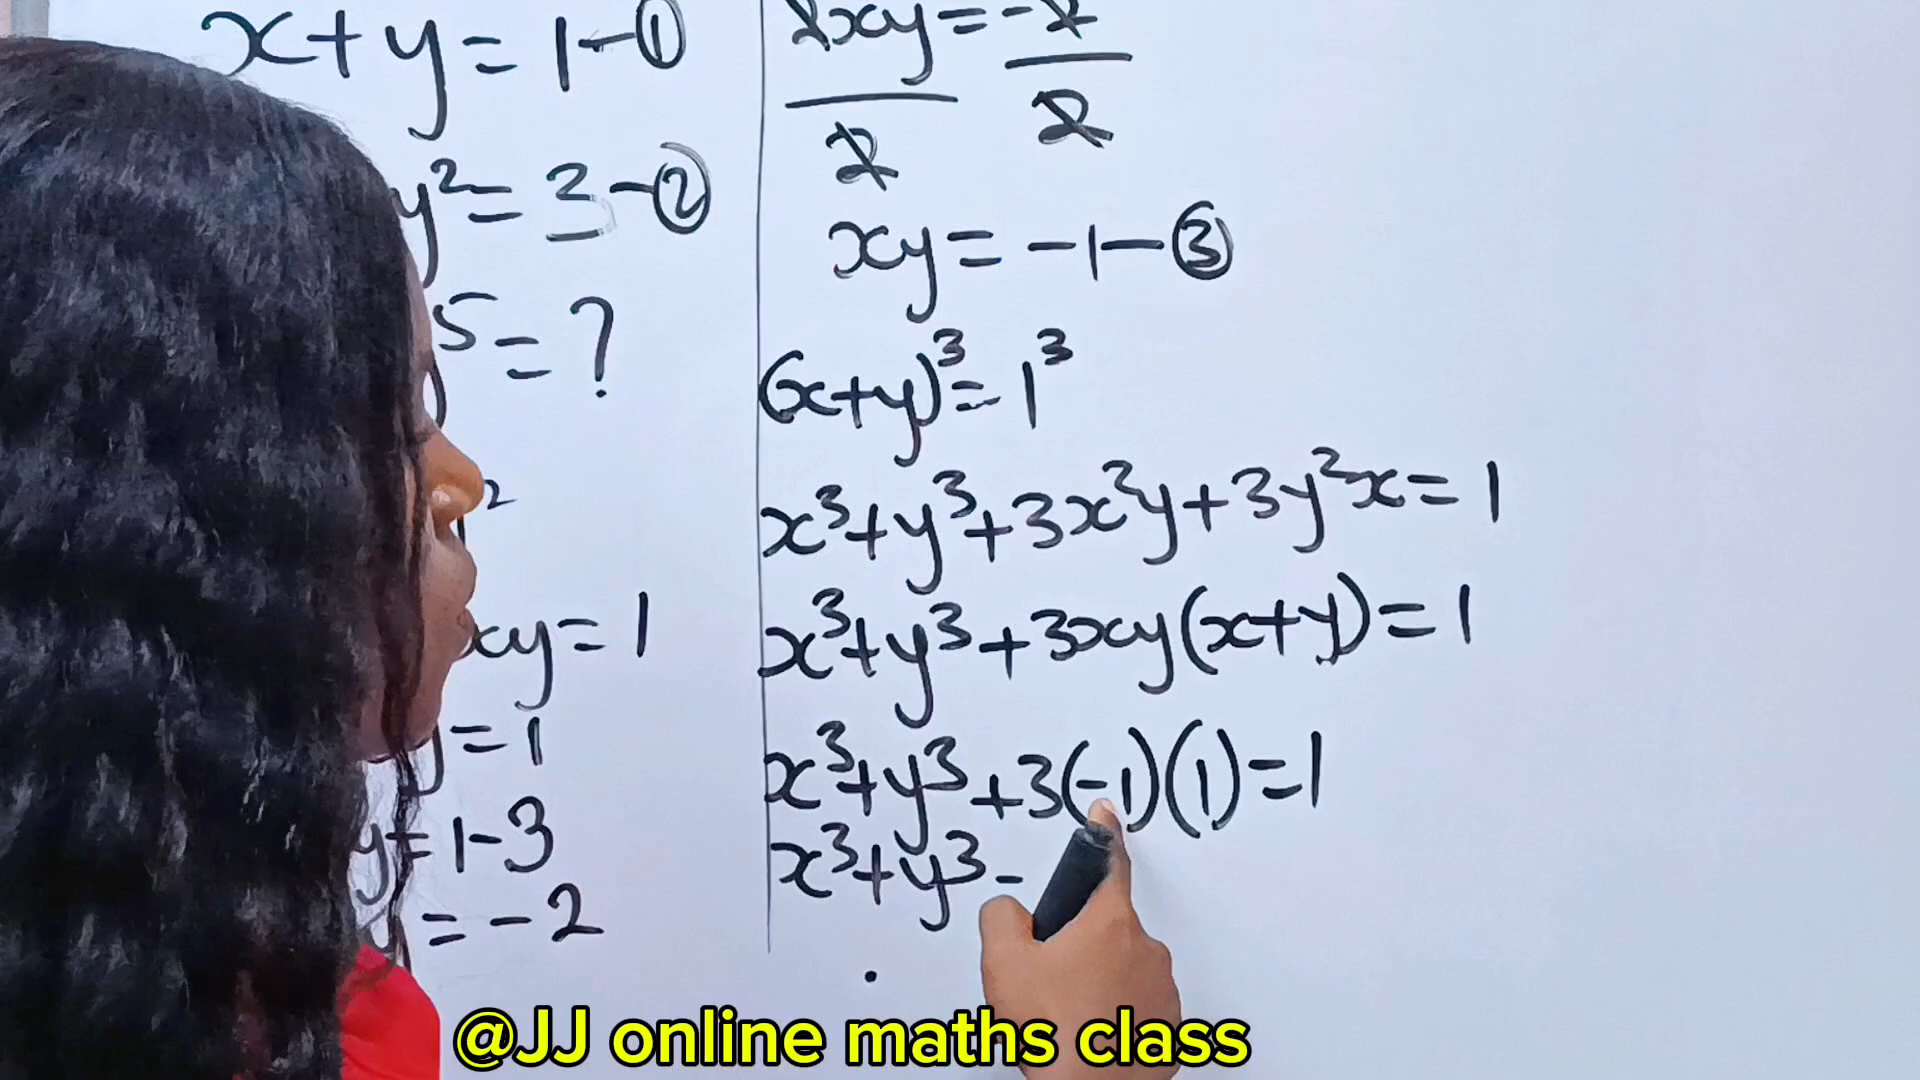 x+y=1-①
y²=3-②
y⁵=?
²
xy=1
y=1
y=1-3
y=-2
2xy=-2
2 2
xy=-1-③
(x+y)³=1³
x³+y³+3x²y+3y²x=1
x³+y³+3xy(x+y)=1
x³+y³+3(-1)(1)=1
x³+y³-
@JJ online maths class